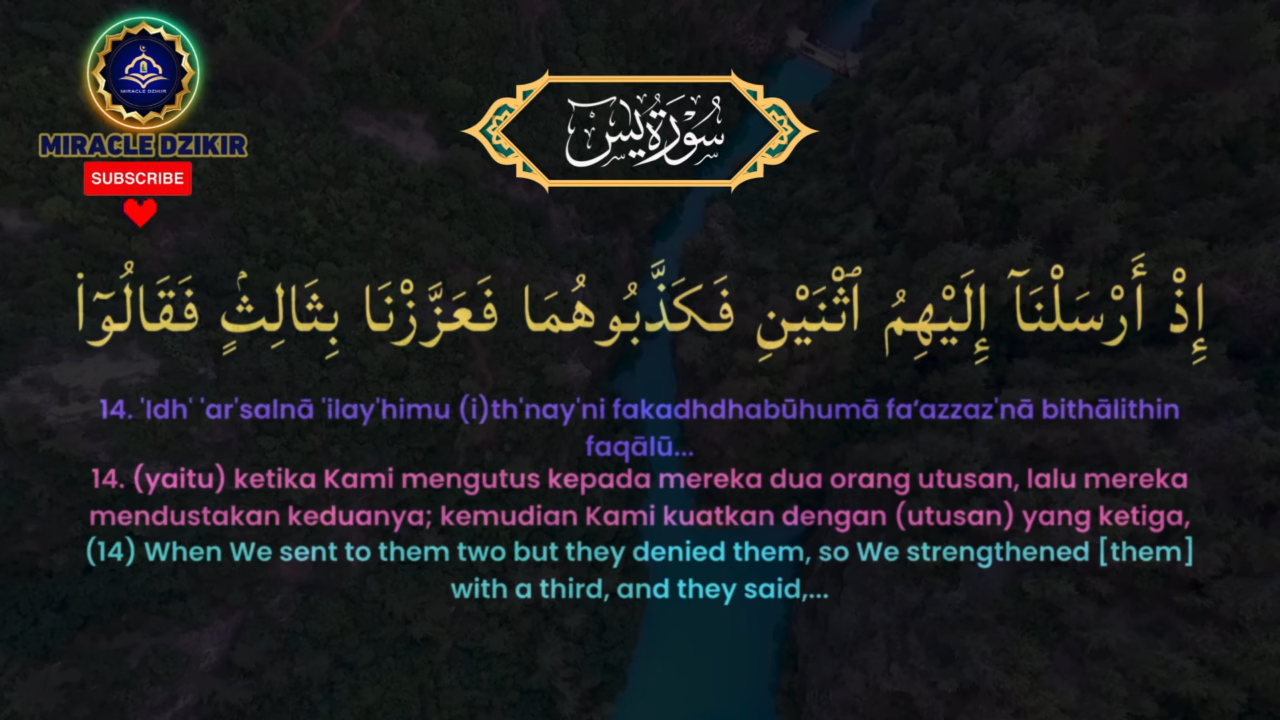 MIRACLE DZIKIR
MIRACLE DZIKIR
SUBSCRIBE
سُوْرَةُ يٰسٓ
إِذْ أَرْسَلْنَآ إِلَيْهِمُ ٱثْنَيْنِ فَكَذَّبُوهُمَا فَعَزَّزْنَا بِثَالِثٍۢ فَقَالُوٓا۟
14. 'Idh' 'ar'salnā 'ilay'himu (i)th'nay'ni fakadhdhabūhumā fa‘azzaz'nā bithālithin
faqālū...
14. (yaitu) ketika Kami mengutus kepada mereka dua orang utusan, lalu mereka
mendustakan keduanya; kemudian Kami kuatkan dengan (utusan) yang ketiga,
(14) When We sent to them two but they denied them, so We strengthened [them]
with a third, and they said,...